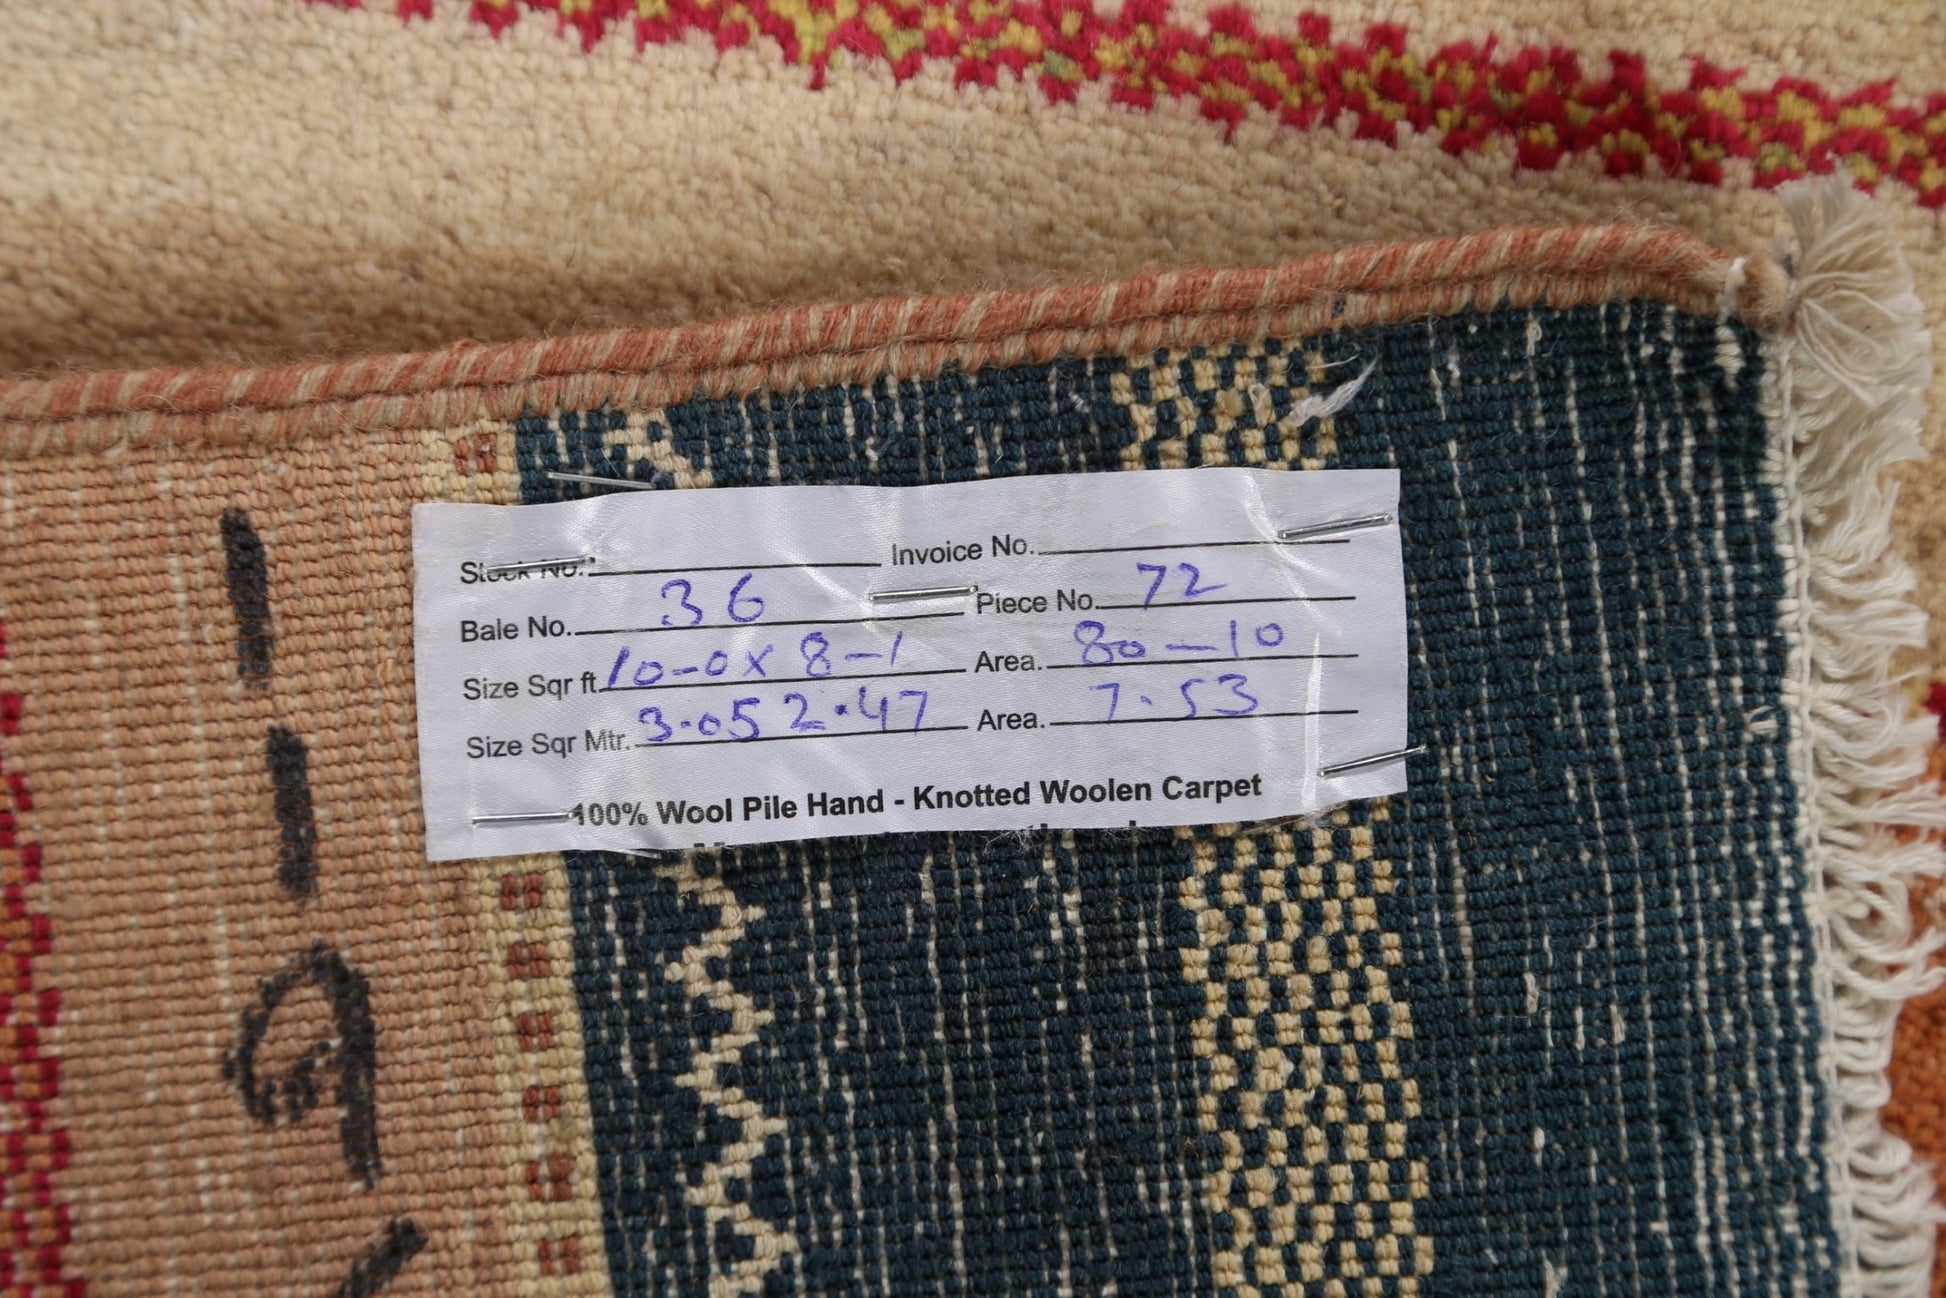 Stock No. Invoice No.
Bale No. 36 Piece No. 72
Size Sqr ft. 10-0 x 8-1 Area. 80-10
Size Sqr Mtr. 3.05 2.47 Area. 7.53
100% Wool Pile Hand - Knotted Woolen Carpet